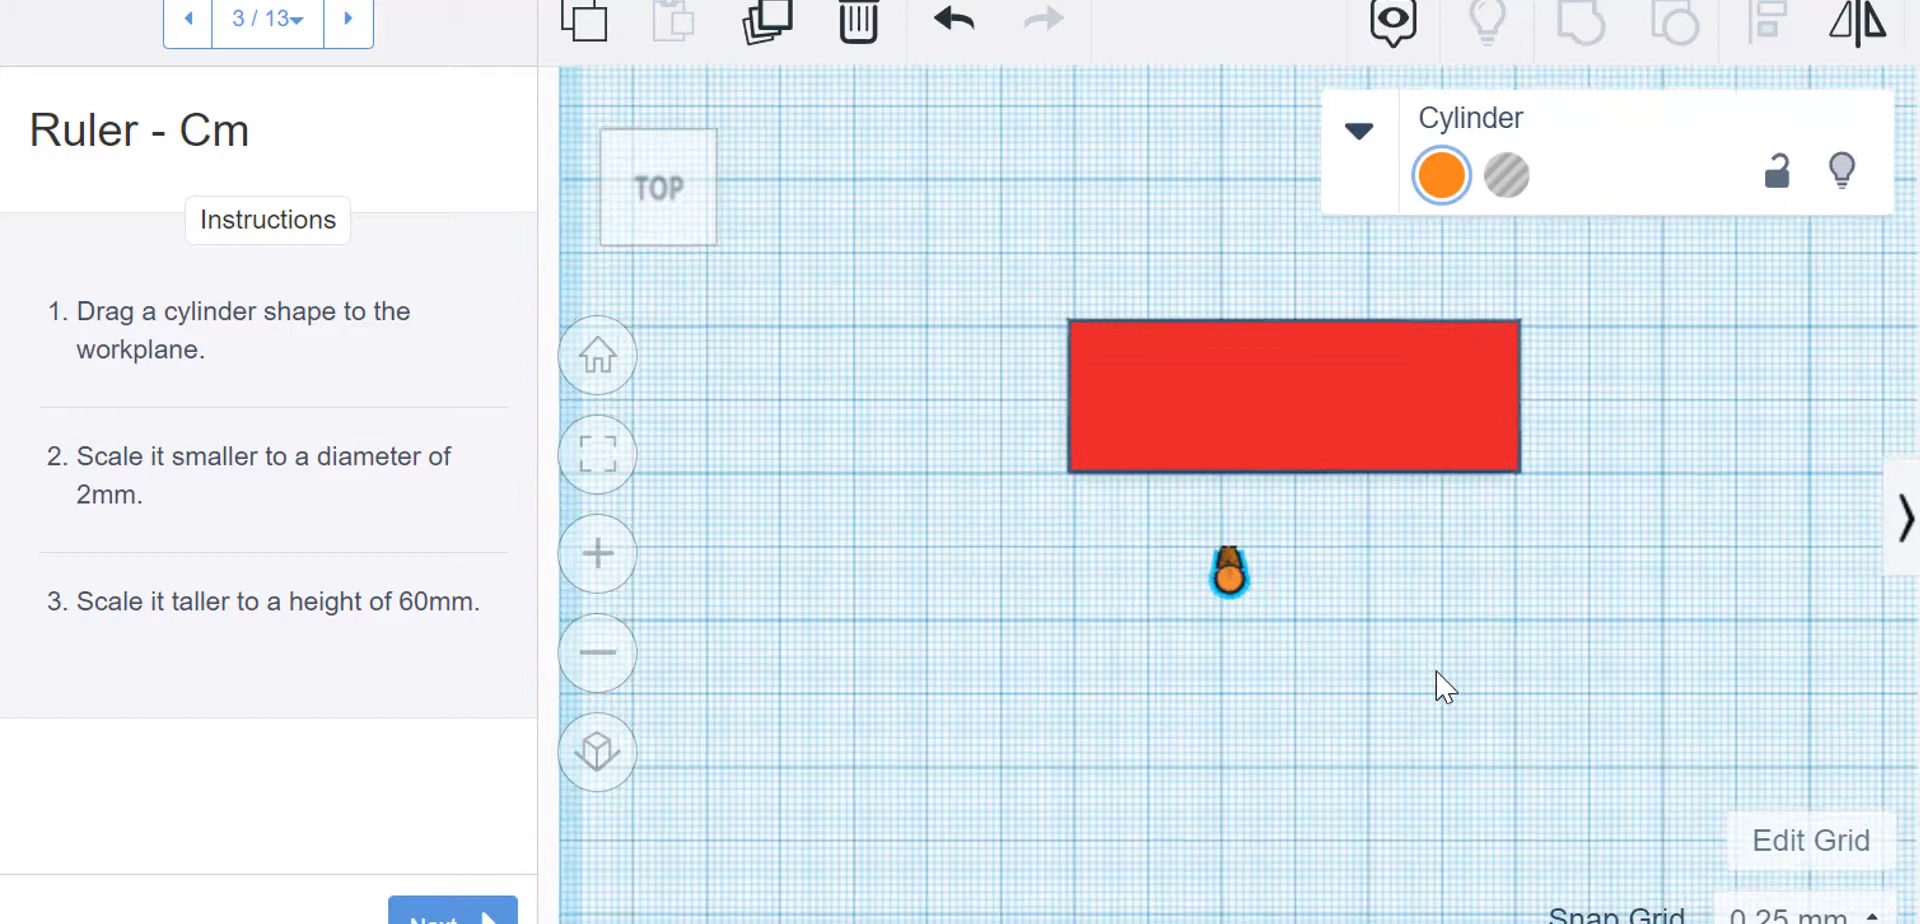 3 / 13
Ruler - Cm
Instructions
1. Drag a cylinder shape to the
workplane.
2. Scale it smaller to a diameter of
2mm.
3. Scale it taller to a height of 60mm.
Next
TOP
Cylinder
Edit Grid
Snap Grid 0.25 mm